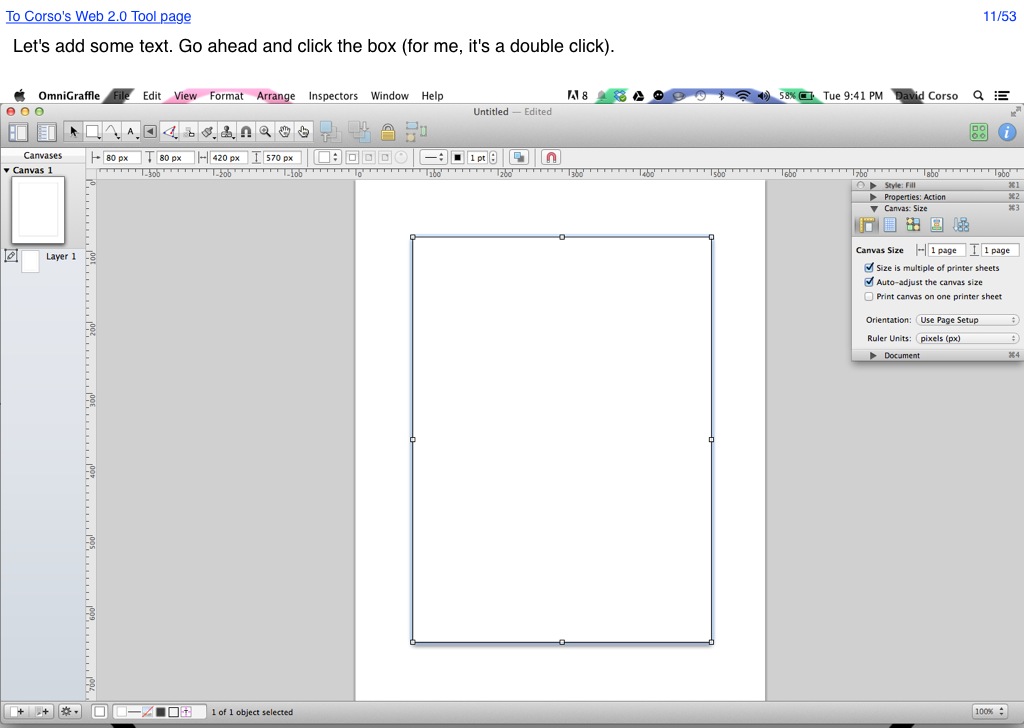 To Corso's Web 2.0 Tool page 11/53
Let's add some text. Go ahead and click the box (for me, it's a double click).
OmniGraffle File Edit View Format Arrange Inspectors Window Help 8 58% Tue 9:41 PM David Corso
Untitled — Edited
A
Canvases 80 px 80 px 420 px 570 px 1 pt
Canvas 1
-300 -200 -100 0 100 200 300 400 500 600 700 800 900
0
Style: Fill ⌘1
Properties: Action ⌘2
Canvas: Size ⌘3
Canvas Size 1 page 1 page
Layer 1
100
Size is multiple of printer sheets
Auto-adjust the canvas size
Print canvas on one printer sheet
Orientation: Use Page Setup
200
Ruler Units: pixels (px)
Document ⌘4
300
400
500
600
700
1 of 1 object selected 100%